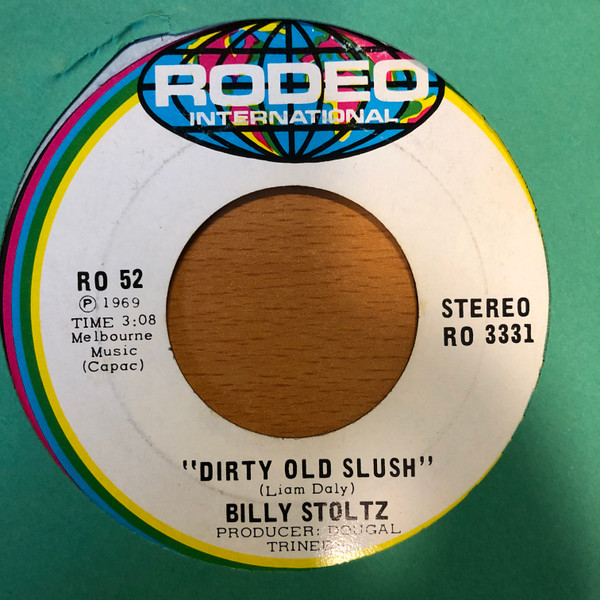 RODEO
INTERNATIONAL
RO 52
℗ 1969
TIME 3:08
Melbourne
Music
(Capac)
STEREO
RO 3331
"DIRTY OLD SLUSH"
(Liam Daly)
BILLY STOLTZ
PRODUCER: DOUGAL